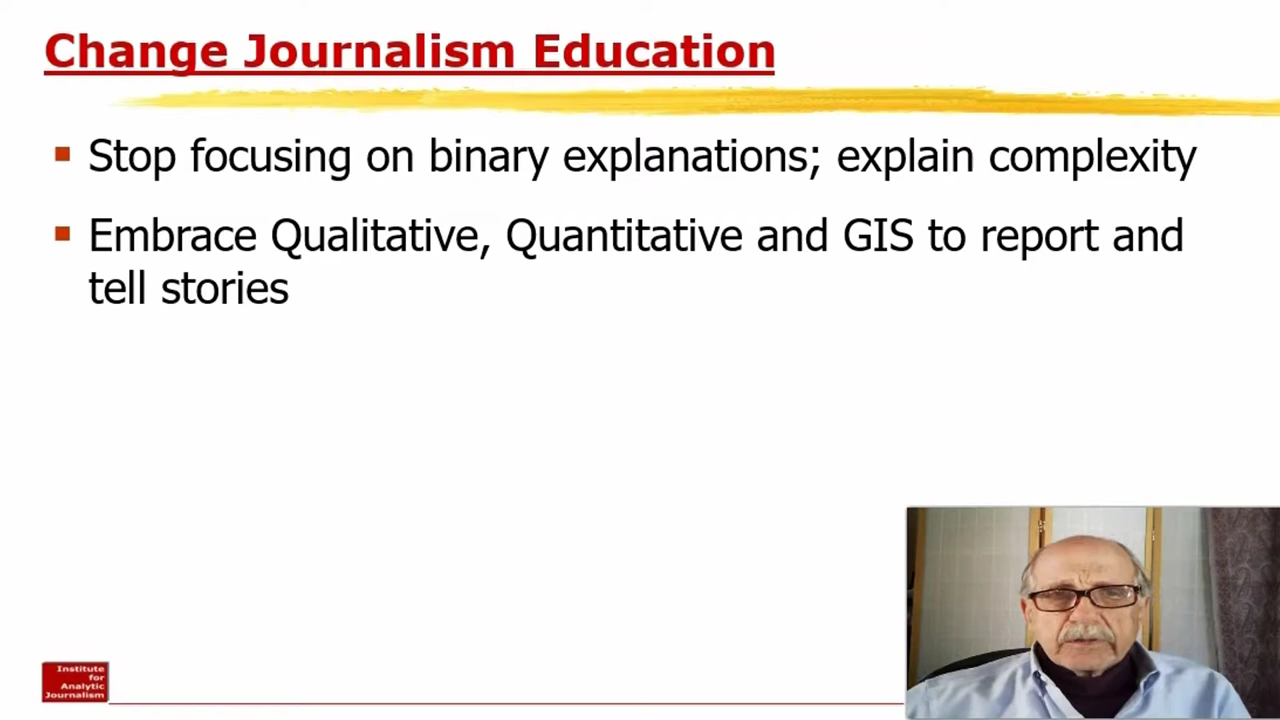 Change Journalism Education
Stop focusing on binary explanations; explain complexity
Embrace Qualitative, Quantitative and GIS to report and
tell stories
Institute
for
Analytic
Journalism